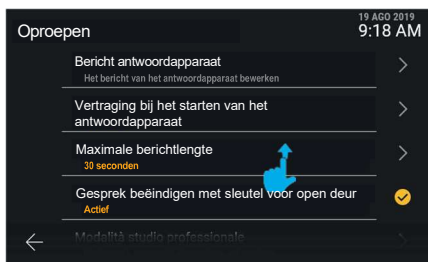 Oproepen
19 AGO 2019
9:18 AM
Bericht antwoordapparaat
Het bericht van het antwoordapparaat bewerken
Vertraging bij het starten van het
antwoordapparaat
Maximale berichtlengte
30 seconden
Gesprek beëindigen met sleutel voor open deur
Actief
Modalità studio professionale